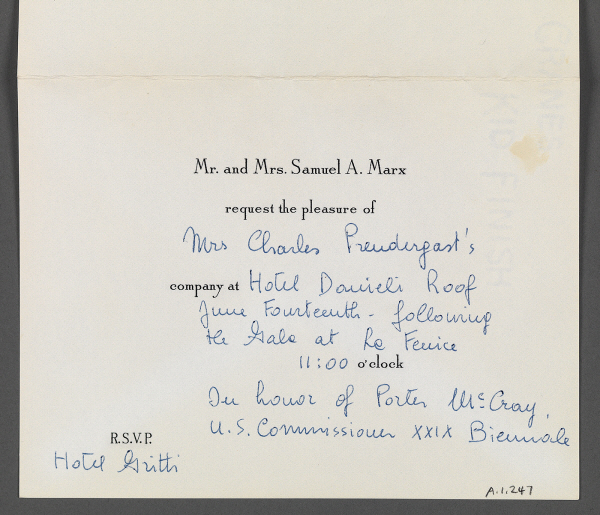 Mr. and Mrs. Samuel A. Marx
request the pleasure of
Mrs Charles Prendergast's
company at Hotel Danieli Roof
June Fourteenth - following
the Gala at La Fenice
11:00 o'clock
In honor of Porter McCray,
U.S. Commissioner XXIX Biennale
R.S.V.P.
Hotel Gritti
A.1.247